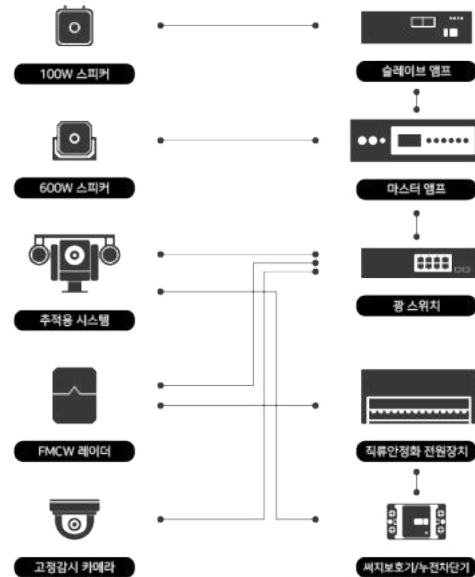 100W 스피커
슬레이브 앰프
600W 스피커
마스터 앰프
추적용 시스템
광 스위치
FMCW 레이더
직류안정화 전원장치
고정감시 카메라
써지보호기/누전차단기